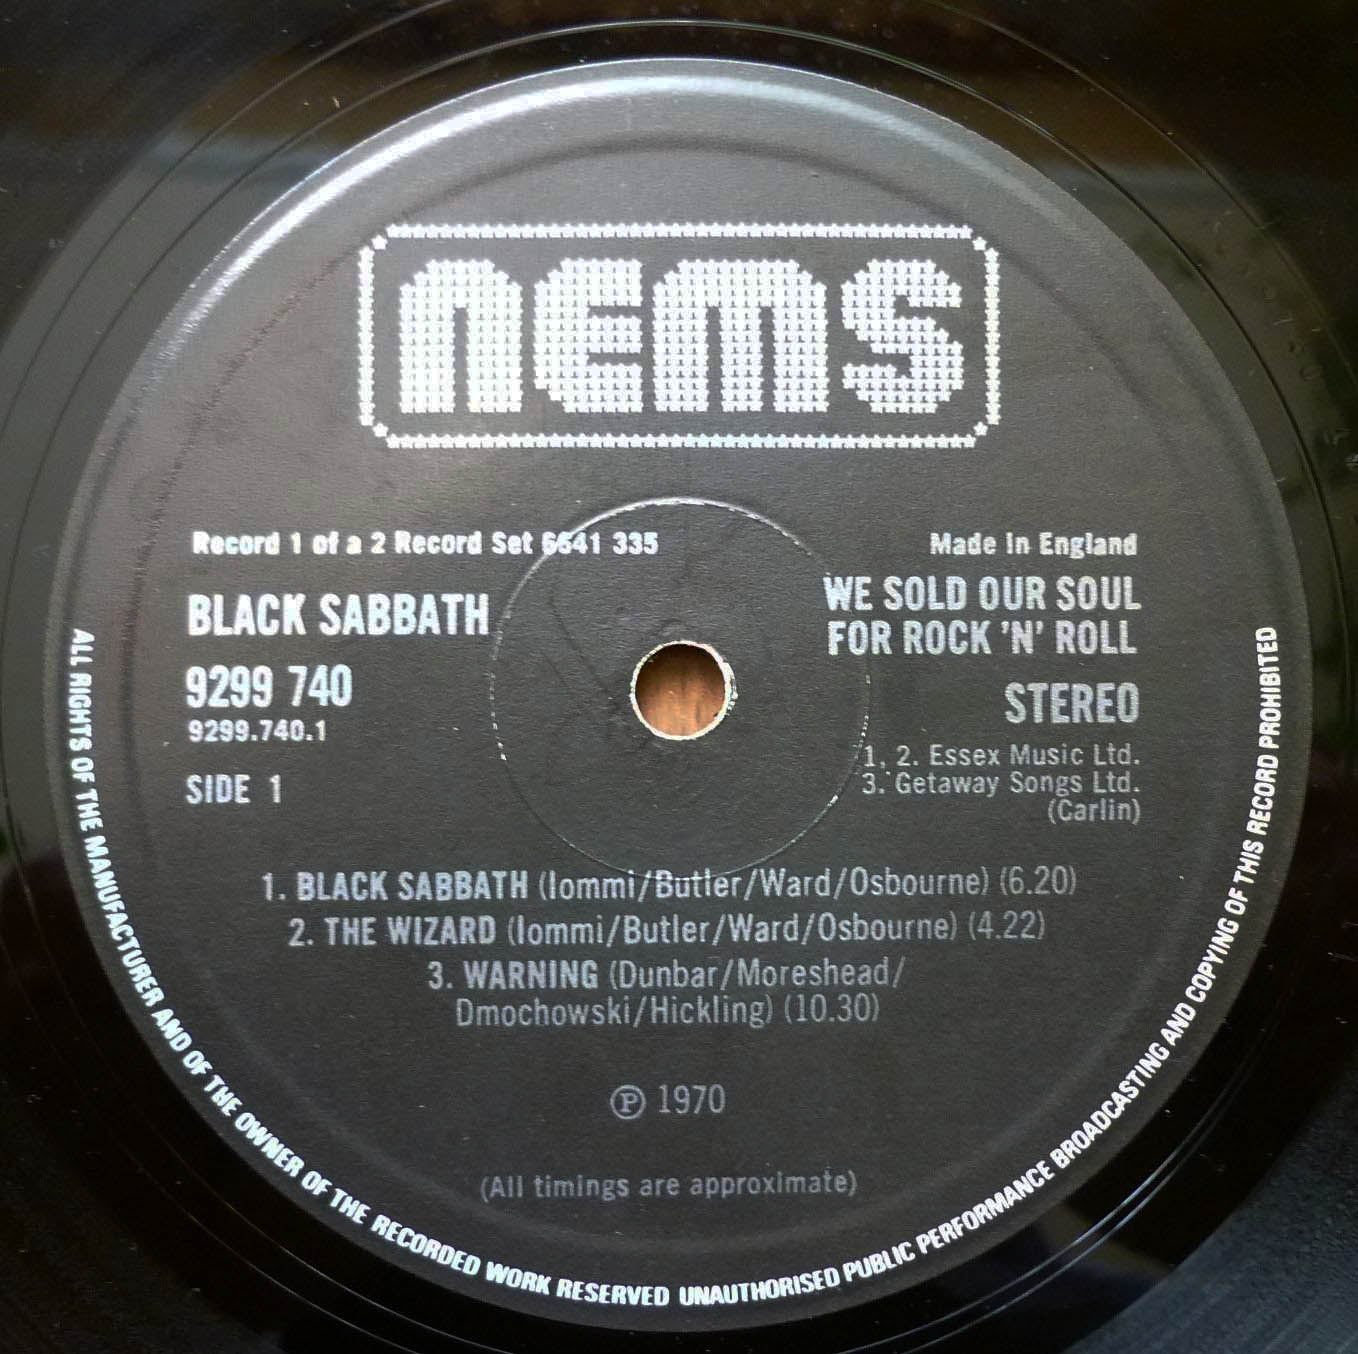 nems
Record 1 of a 2 Record Set 6641 335
Made In England
BLACK SABBATH
WE SOLD OUR SOUL
FOR ROCK 'N' ROLL
9299 740
9299.740.1
STEREO
SIDE 1
1, 2. Essex Music Ltd.
3. Getaway Songs Ltd.
(Carlin)
1. BLACK SABBATH (Iommi/Butler/Ward/Osbourne) (6.20)
2. THE WIZARD (Iommi/Butler/Ward/Osbourne) (4.22)
3. WARNING (Dunbar/Moreshead/
Dmochowski/Hickling) (10.30)
℗ 1970
(All timings are approximate)
ALL RIGHTS OF THE MANUFACTURER AND OF THE OWNER OF THE RECORDED WORK RESERVED UNAUTHORISED PUBLIC PERFORMANCE BROADCASTING AND COPYING OF THIS RECORD PROHIBITED